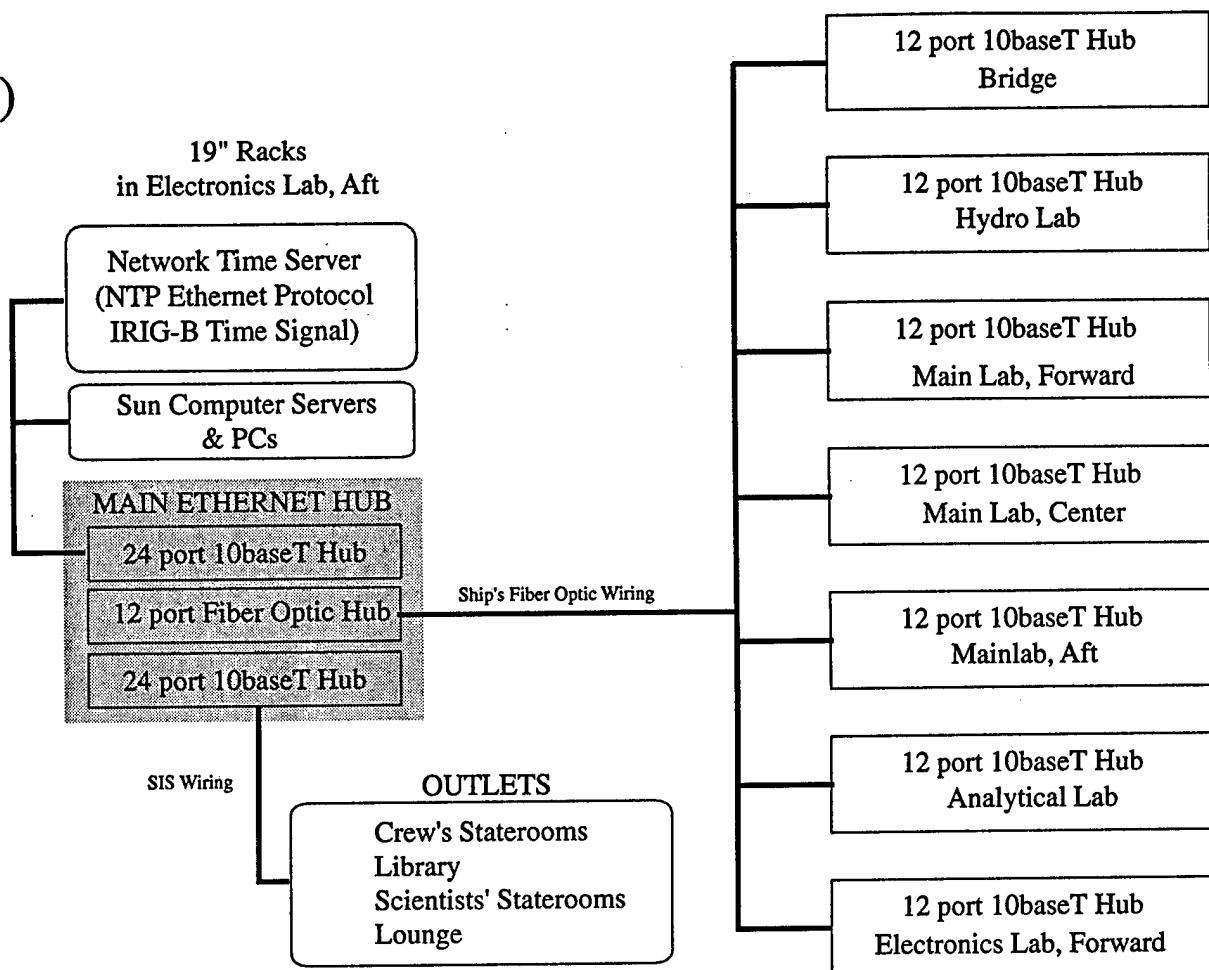 )
19" Racks
in Electronics Lab, Aft
Network Time Server
(NTP Ethernet Protocol
IRIG-B Time Signal)
Sun Computer Servers
& PCs
MAIN ETHERNET HUB
24 port 10baseT Hub
12 port Fiber Optic Hub
24 port 10baseT Hub
Ship's Fiber Optic Wiring
SIS Wiring
OUTLETS
Crew's Staterooms
Library
Scientists' Staterooms
Lounge
12 port 10baseT Hub
Bridge
12 port 10baseT Hub
Hydro Lab
12 port 10baseT Hub
Main Lab, Forward
12 port 10baseT Hub
Main Lab, Center
12 port 10baseT Hub
Mainlab, Aft
12 port 10baseT Hub
Analytical Lab
12 port 10baseT Hub
Electronics Lab, Forward